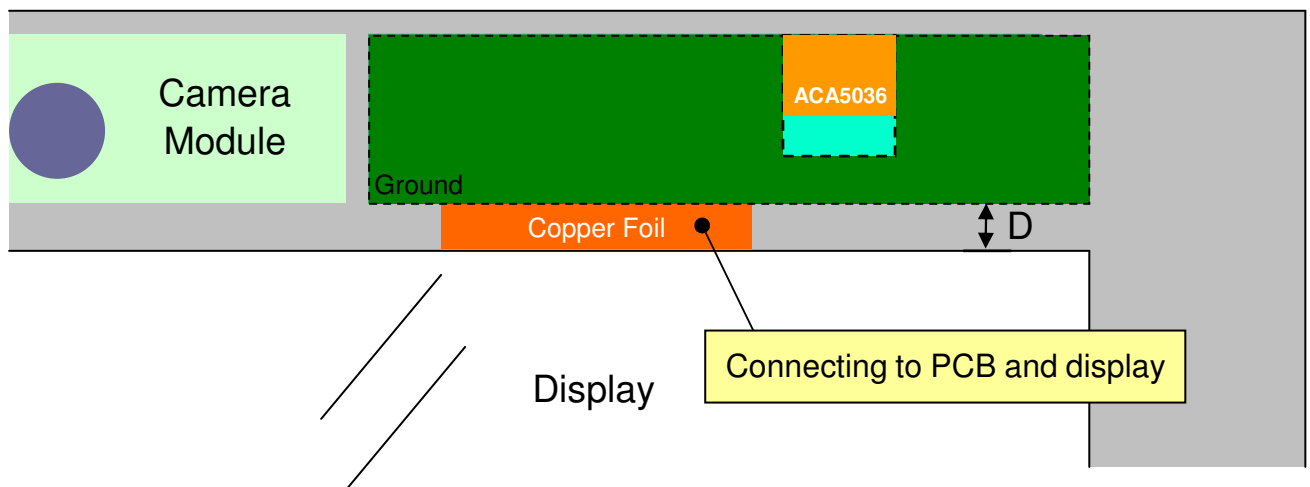 Camera
Module
ACA5036
Ground
Copper Foil
D
Connecting to PCB and display
Display